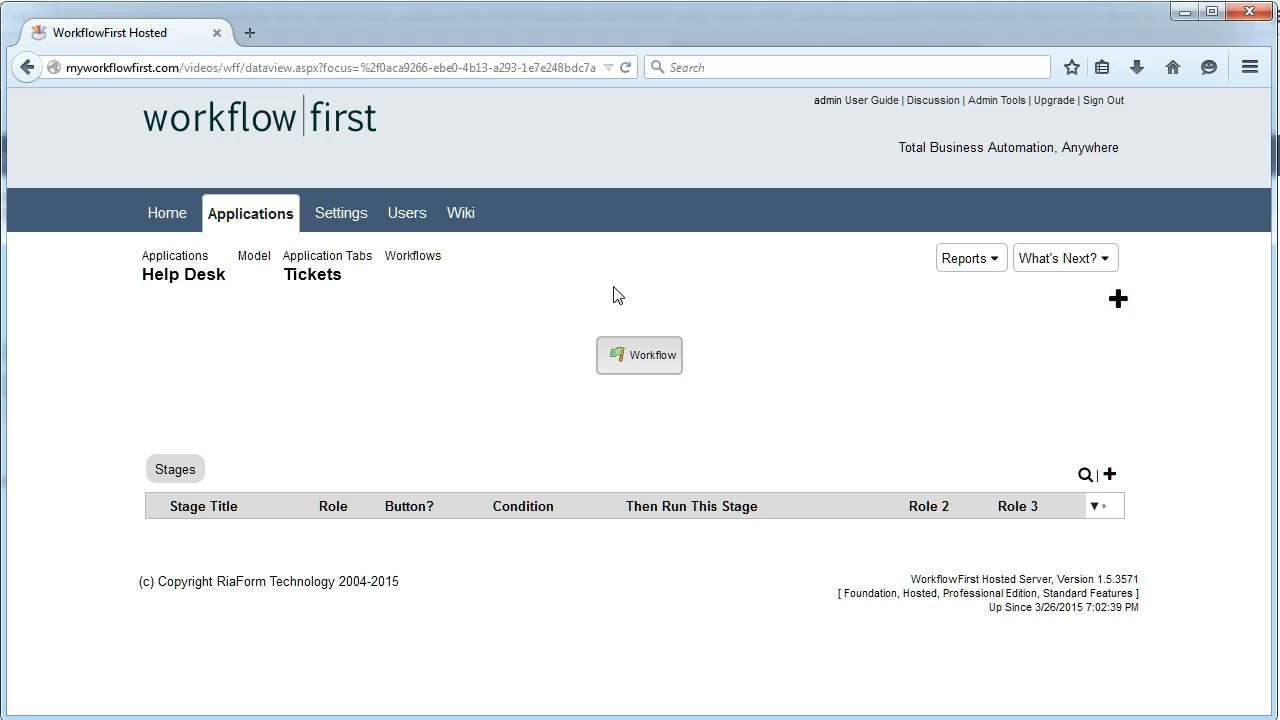 WorkflowFirst Hosted
myworkflowfirst.com/videos/wff/dataview.aspx?focus=%2f0aca9266-ebe0-4b13-a293-1e7e248bdc7a
Search
workflow|first
admin User Guide | Discussion | Admin Tools | Upgrade | Sign Out
Total Business Automation, Anywhere
Home Applications Settings Users Wiki
Applications Model Application Tabs Workflows
Help Desk Tickets
Reports What's Next?
Workflow
Stages
Stage Title Role Button? Condition Then Run This Stage Role 2 Role 3
(c) Copyright RiaForm Technology 2004-2015
WorkflowFirst Hosted Server, Version 1.5.3571
[ Foundation, Hosted, Professional Edition, Standard Features ]
Up Since 3/26/2015 7:02:39 PM